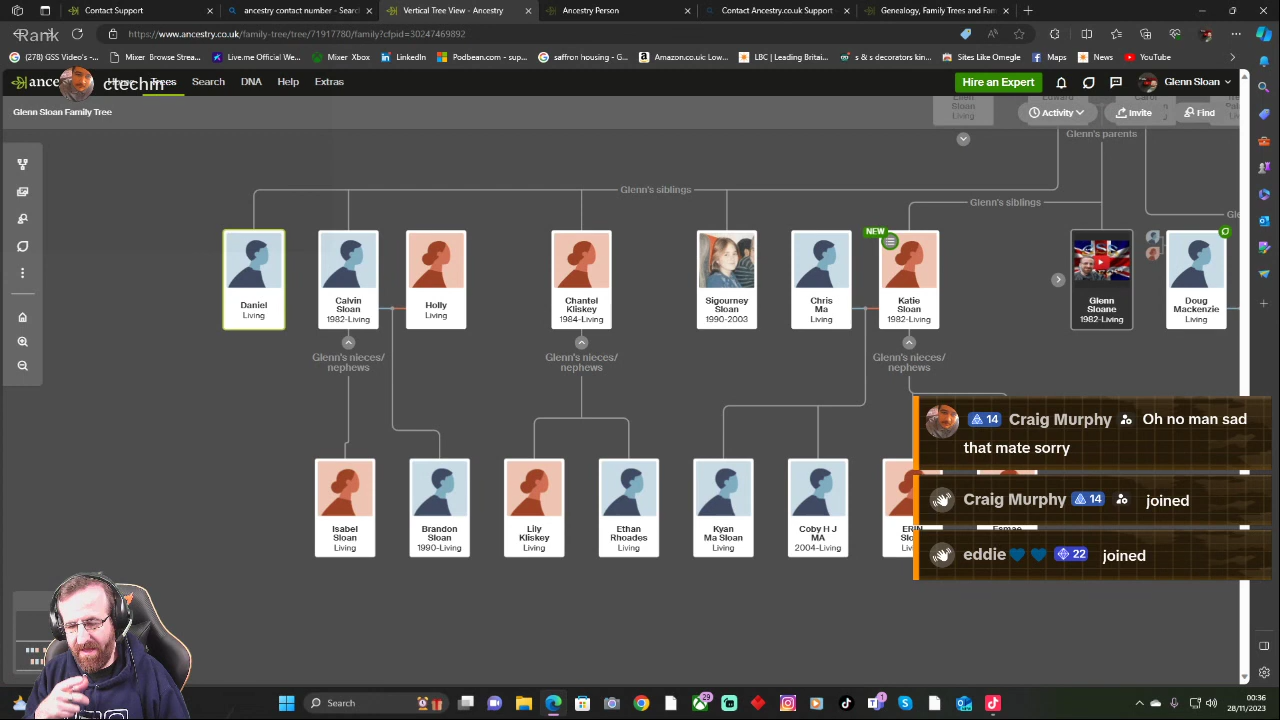 Contact Support
ancestry contact number - Search
Vertical Tree View - Ancestry
Ancestry Person
Contact Ancestry.co.uk Support
Genealogy, Family Trees and Fam
Rank
https://www.ancestry.co.uk/family-tree/tree/71917780/family?cfpid=30247469892
(278) GSS Videos -...
Mixer Browse Stream...
Live.me Official We...
Mixer Xbox
LinkedIn
Podbean.com - sup...
saffron housing - G...
Amazon.co.uk: Low...
LBC | Leading Britai...
s & s decorators kin...
Sites Like Omegle
Maps
News
YouTube
Trees
Search
DNA
Help
Extras
Hire an Expert
Glenn Sloan
ctechm
Glenn Sloan Family Tree
Sloan
Living
Activity
Invite
Find
Glenn's parents
Glenn's siblings
Glenn's siblings
NEW
Daniel
Living
Calvin
Sloan
1982-Living
Holly
Living
Chantel
Kliskey
1984-Living
Sigourney
Sloan
1990-2003
Chris
Ma
Living
Katie
Sloan
1982-Living
Glenn
Sloane
1982-Living
Doug
Mackenzie
Living
Glenn's nieces/
nephews
Glenn's nieces/
nephews
Glenn's nieces/
nephews
14 Craig Murphy Oh no man sad
that mate sorry
Craig Murphy 14 joined
eddie 💙 💙 22 joined
Isabel
Sloan
Living
Brandon
Sloan
1990-Living
Lily
Kliskey
Living
Ethan
Rhoades
Living
Kyan
Ma Sloan
Living
Coby H J
MA
2004-Living
Search
29
1
00:36
28/11/2023